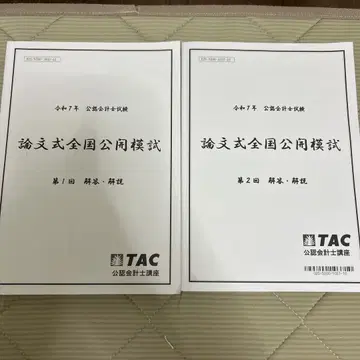 令和7年 公認会計士試験
論文式全国公開模試
第1回 解答・解説
TAC
公認会計士講座
令和7年 公認会計士試験
論文式全国公開模試
第2回 解答・解説
TAC
公認会計士講座